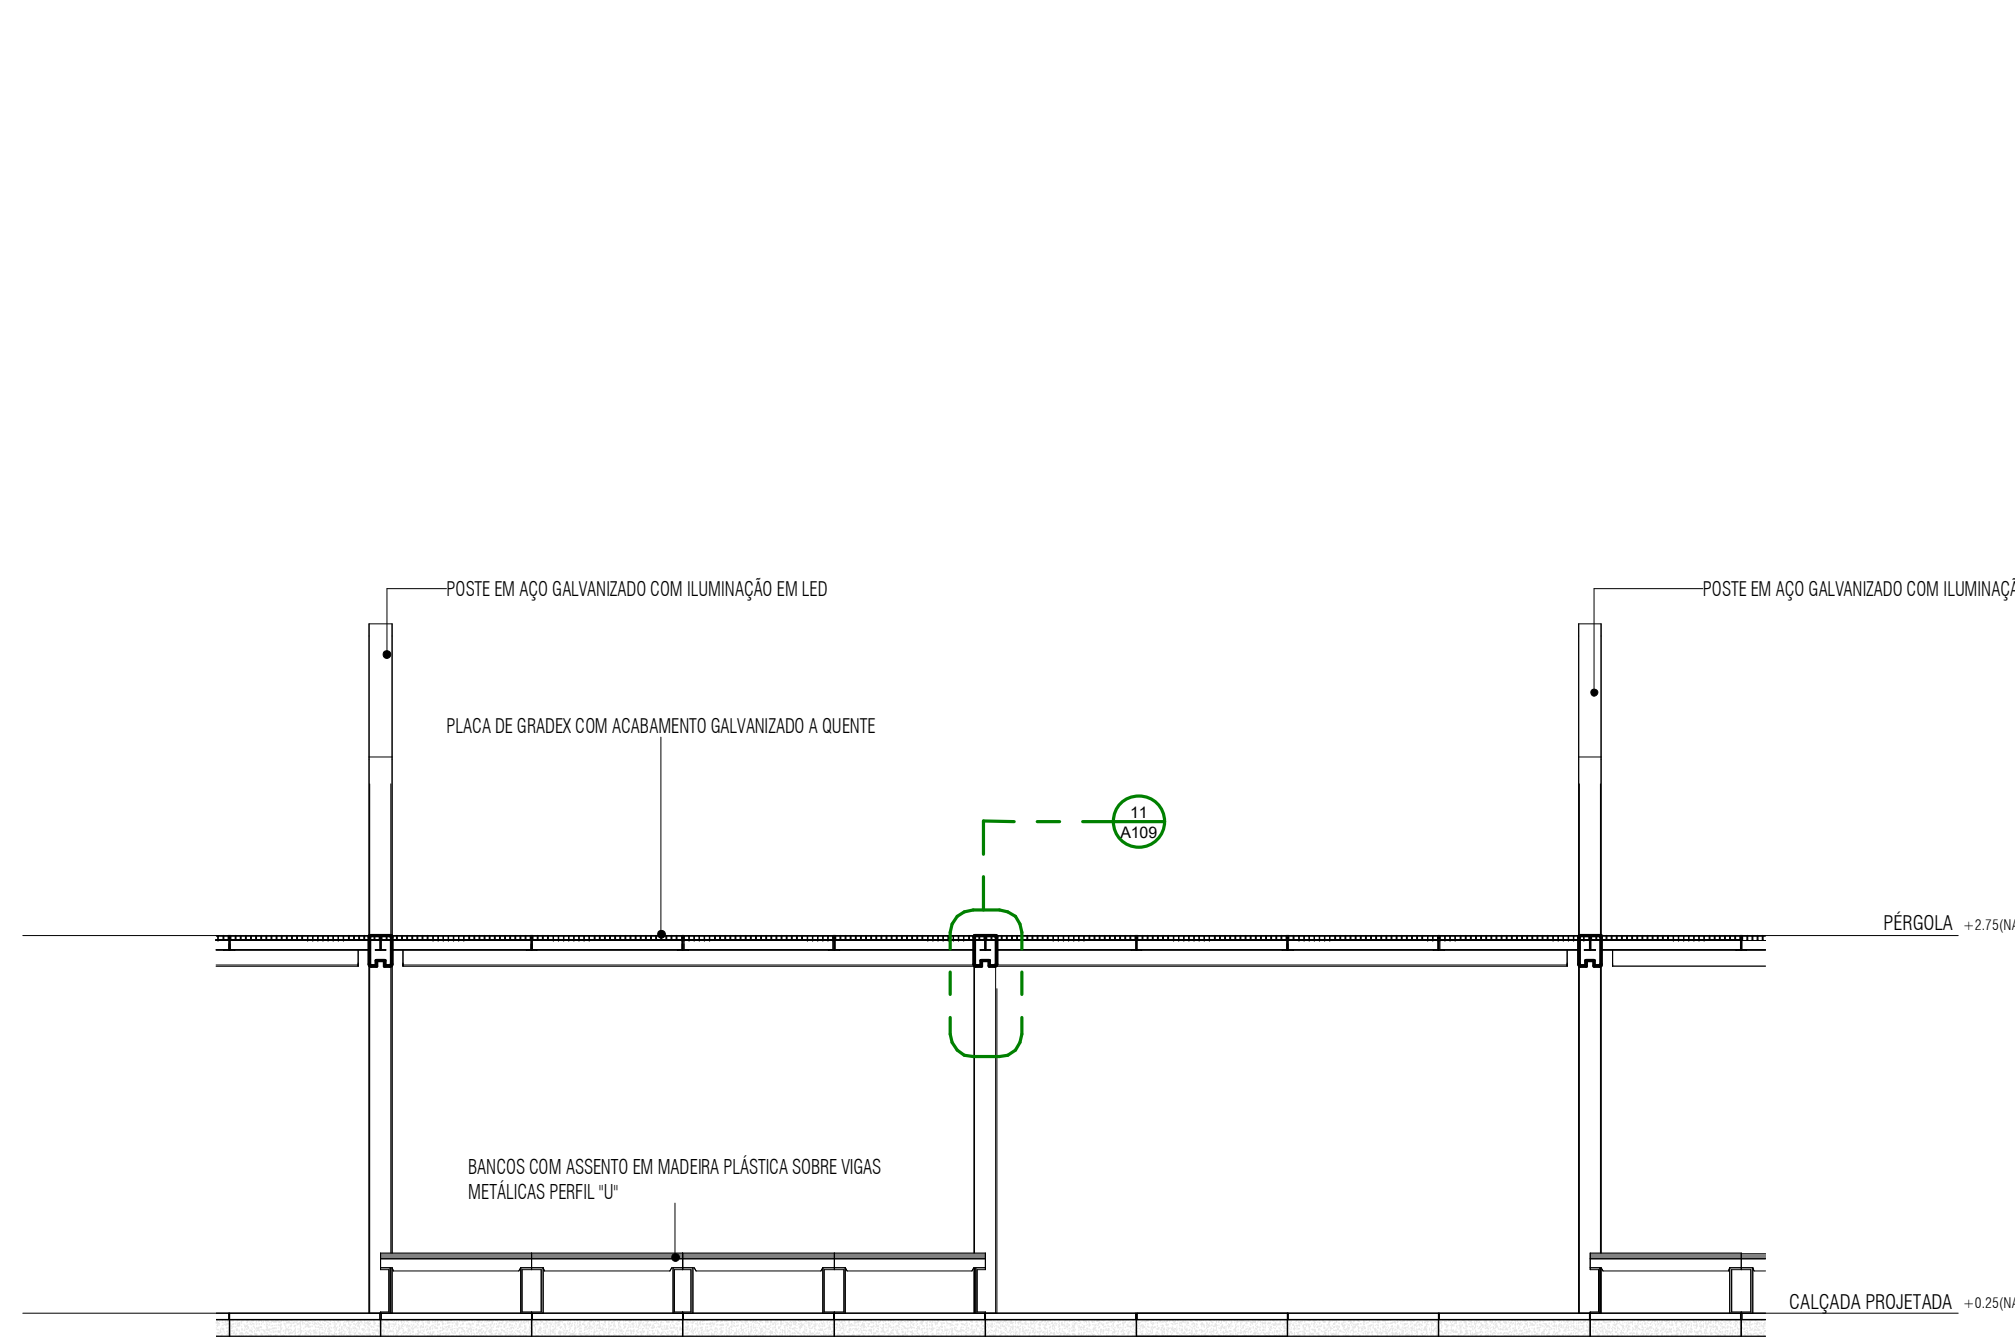 POSTE EM AÇO GALVANIZADO COM ILUMINAÇÃO EM LED
POSTE EM AÇO GALVANIZADO COM
PLACA DE GRADEX COM ACABAMENTO GALVANIZADO A QUENTE
11
A109
PÉRGOLA +2.75(NA
BANCOS COM ASSENTO EM MADEIRA PLÁSTICA SOBRE VIGAS
METÁLICAS PERFIL "U"
CALÇADA PROJETADA +0.25(NA